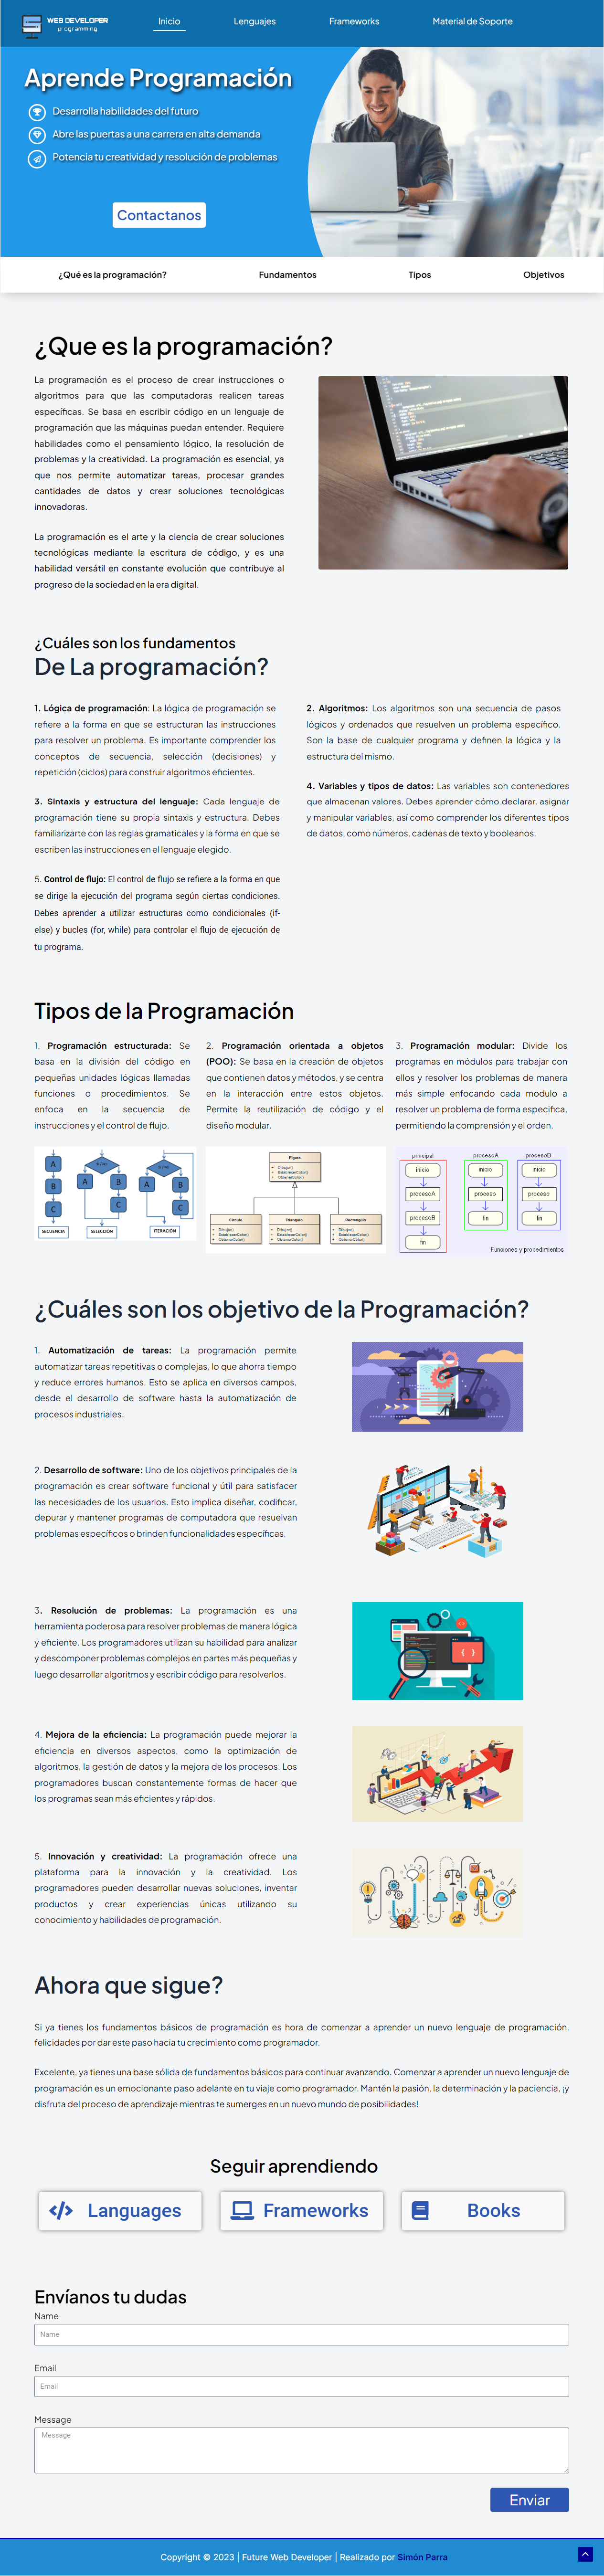 WEB DEVELOPER
programming
Inicio
Lenguajes
Frameworks
Material de Soporte
Aprende Programación
Desarrolla habilidades del futuro
Abre las puertas a una carrera en alta demanda
Potencia tu creatividad y resolución de problemas
Contactanos
¿Qué es la programación?
Fundamentos
Tipos
Objetivos
¿Que es la programación?
La programación es el proceso de crear instrucciones o
algoritmos para que las computadoras realicen tareas
específicas. Se basa en escribir código en un lenguaje de
programación que las máquinas puedan entender. Requiere
habilidades como el pensamiento lógico, la resolución de
problemas y la creatividad. La programación es esencial, ya
que nos permite automatizar tareas, procesar grandes
cantidades de datos y crear soluciones tecnológicas
innovadoras.
La programación es el arte y la ciencia de crear soluciones
tecnológicas mediante la escritura de código, y es una
habilidad versátil en constante evolución que contribuye al
progreso de la sociedad en la era digital.
¿Cuáles son los fundamentos
De La programación?
1. Lógica de programación: La lógica de programación se
refiere a la forma en que se estructuran las instrucciones
para resolver un problema. Es importante comprender los
conceptos de secuencia, selección (decisiones) y
repetición (ciclos) para construir algoritmos eficientes.
2. Algoritmos: Los algoritmos son una secuencia de pasos
lógicos y ordenados que resuelven un problema específico.
Son la base de cualquier programa y definen la lógica y la
estructura del mismo.
3. Sintaxis y estructura del lenguaje: Cada lenguaje de
programación tiene su propia sintaxis y estructura. Debes
familiarizarte con las reglas gramaticales y la forma en que se
escriben las instrucciones en el lenguaje elegido.
4. Variables y tipos de datos: Las variables son contenedores
que almacenan valores. Debes aprender cómo declarar, asignar
y manipular variables, así como comprender los diferentes tipos
de datos, como números, cadenas de texto y booleanos.
5. Control de flujo: El control de flujo se refiere a la forma en que
se dirige la ejecución del programa según ciertas condiciones.
Debes aprender a utilizar estructuras como condicionales (if-
else) y bucles (for, while) para controlar el flujo de ejecución de
tu programa.
Tipos de la Programación
1. Programación estructurada: Se
basa en la división del código en
pequeñas unidades lógicas llamadas
funciones o procedimientos. Se
enfoca en la secuencia de
instrucciones y el control de flujo.
2. Programación orientada a objetos
(POO): Se basa en la creación de objetos
que contienen datos y métodos, y se centra
en la interacción entre estos objetos.
Permite la reutilización de código y el
diseño modular.
3. Programación modular: Divide los
programas en módulos para trabajar con
ellos y resolver los problemas de manera
más simple enfocando cada modulo a
resolver un problema de forma especifica,
permitiendo la comprensión y el orden.
A
B
C
SECUENCIA
A
B
C
SELECCIÓN
A
B
C
ITERACIÓN
Figura
Dibujar()
EstablecerColor()
ObtenerColor()
Círculo
Dibujar()
EstablecerColor()
ObtenerColor()
Triangulo
Dibujar()
EstablecerColor()
ObtenerColor()
Rectangulo
Dibujar()
EstablecerColor()
ObtenerColor()
principal
inicio
procesoA
procesoB
fin
procesoA
inicio
proceso
fin
procesoB
inicio
proceso
fin
Funciones y procedimientos
¿Cuáles son los objetivo de la Programación?
1. Automatización de tareas: La programación permite
automatizar tareas repetitivas o complejas, lo que ahorra tiempo
y reduce errores humanos. Esto se aplica en diversos campos,
desde el desarrollo de software hasta la automatización de
procesos industriales.
2. Desarrollo de software: Uno de los objetivos principales de la
programación es crear software funcional y útil para satisfacer
las necesidades de los usuarios. Esto implica diseñar, codificar,
depurar y mantener programas de computadora que resuelvan
problemas específicos o brinden funcionalidades específicas.
3. Resolución de problemas: La programación es una
herramienta poderosa para resolver problemas de manera lógica
y eficiente. Los programadores utilizan su habilidad para analizar
y descomponer problemas complejos en partes más pequeñas y
luego desarrollar algoritmos y escribir código para resolverlos.
4. Mejora de la eficiencia: La programación puede mejorar la
eficiencia en diversos aspectos, como la optimización de
algoritmos, la gestión de datos y la mejora de los procesos. Los
programadores buscan constantemente formas de hacer que
los programas sean más eficientes y rápidos.
5. Innovación y creatividad: La programación ofrece una
plataforma para la innovación y la creatividad. Los
programadores pueden desarrollar nuevas soluciones, inventar
productos y crear experiencias únicas utilizando su
conocimiento y habilidades de programación.
Ahora que sigue?
Si ya tienes los fundamentos básicos de programación es hora de comenzar a aprender un nuevo lenguaje de programación,
felicidades por dar este paso hacia tu crecimiento como programador.
Excelente, ya tienes una base sólida de fundamentos básicos para continuar avanzando. Comenzar a aprender un nuevo lenguaje de
programación es un emocionante paso adelante en tu viaje como programador. Mantén la pasión, la determinación y la paciencia, ¡y
disfruta del proceso de aprendizaje mientras te sumerges en un nuevo mundo de posibilidades!
Seguir aprendiendo
Languages
Frameworks
Books
Envíanos tu dudas
Name
Name
Email
Email
Message
Message
Enviar
Copyright © 2023 | Future Web Developer | Realizado por Simón Parra